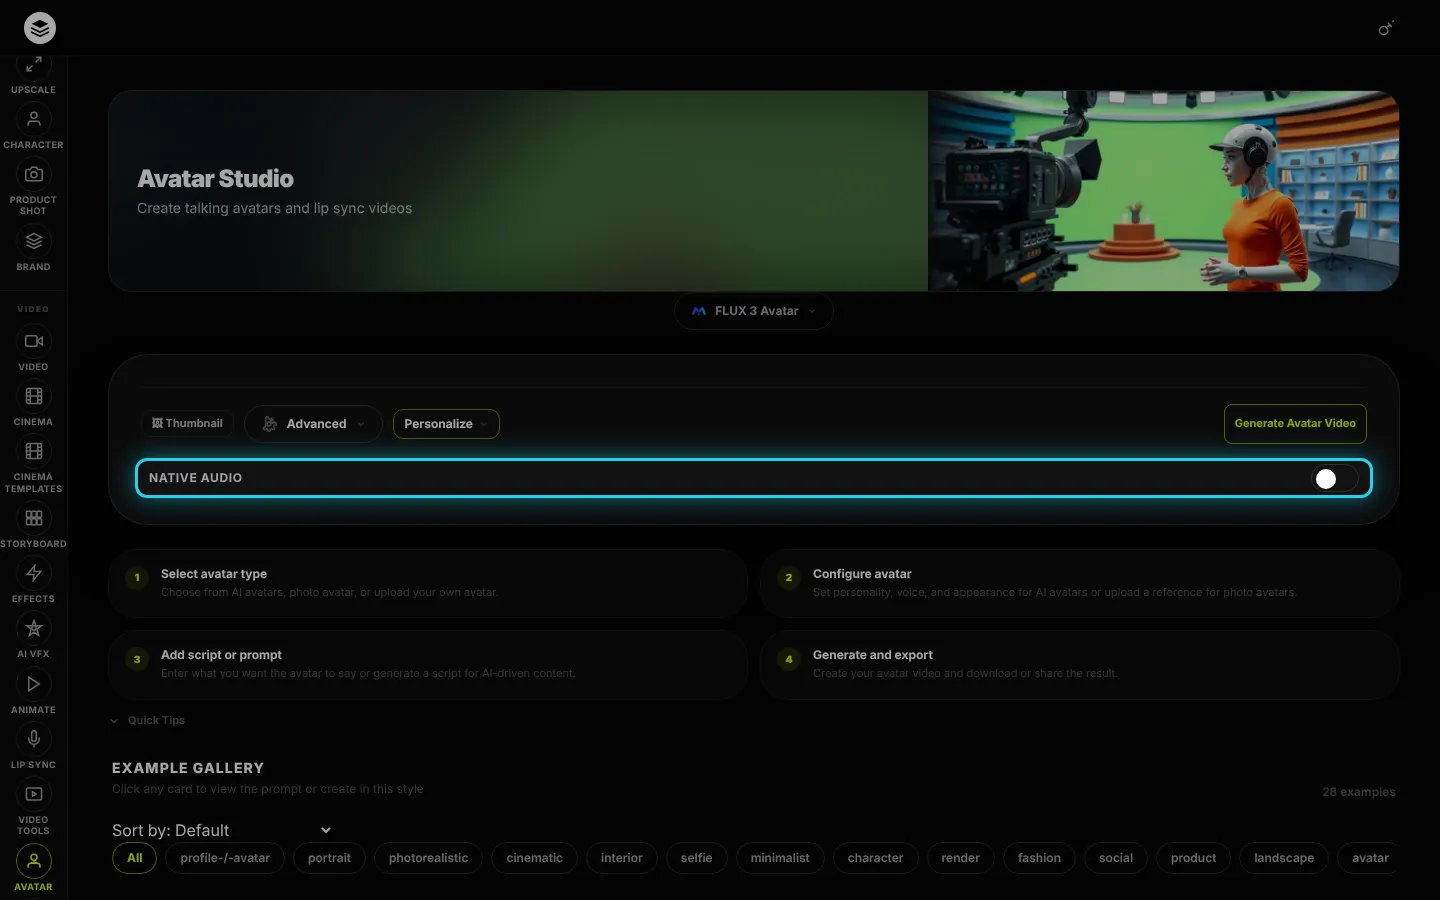 UPSCALE
CHARACTER
PRODUCT
SHOT
BRAND
VIDEO
VIDEO
CINEMA
CINEMA
TEMPLATES
STORYBOARD
EFFECTS
AI VFX
ANIMATE
LIP SYNC
VIDEO
TOOLS
AVATAR
Avatar Studio
Create talking avatars and lip sync videos
FLUX 3 Avatar
Thumbnail
Advanced
Personalize
Generate Avatar Video
NATIVE AUDIO
1
Select avatar type
Choose from AI avatars, photo avatar, or upload your own avatar.
2
Configure avatar
Set personality, voice, and appearance for AI avatars or upload a reference for photo avatars.
3
Add script or prompt
Enter what you want the avatar to say or generate a script for AI-driven content.
4
Generate and export
Create your avatar video and download or share the result.
Quick Tips
EXAMPLE GALLERY
Click any card to view the prompt or create in this style
28 examples
Sort by: Default
All
profile-/-avatar
portrait
photorealistic
cinematic
interior
selfie
minimalist
character
render
fashion
social
product
landscape
avatar